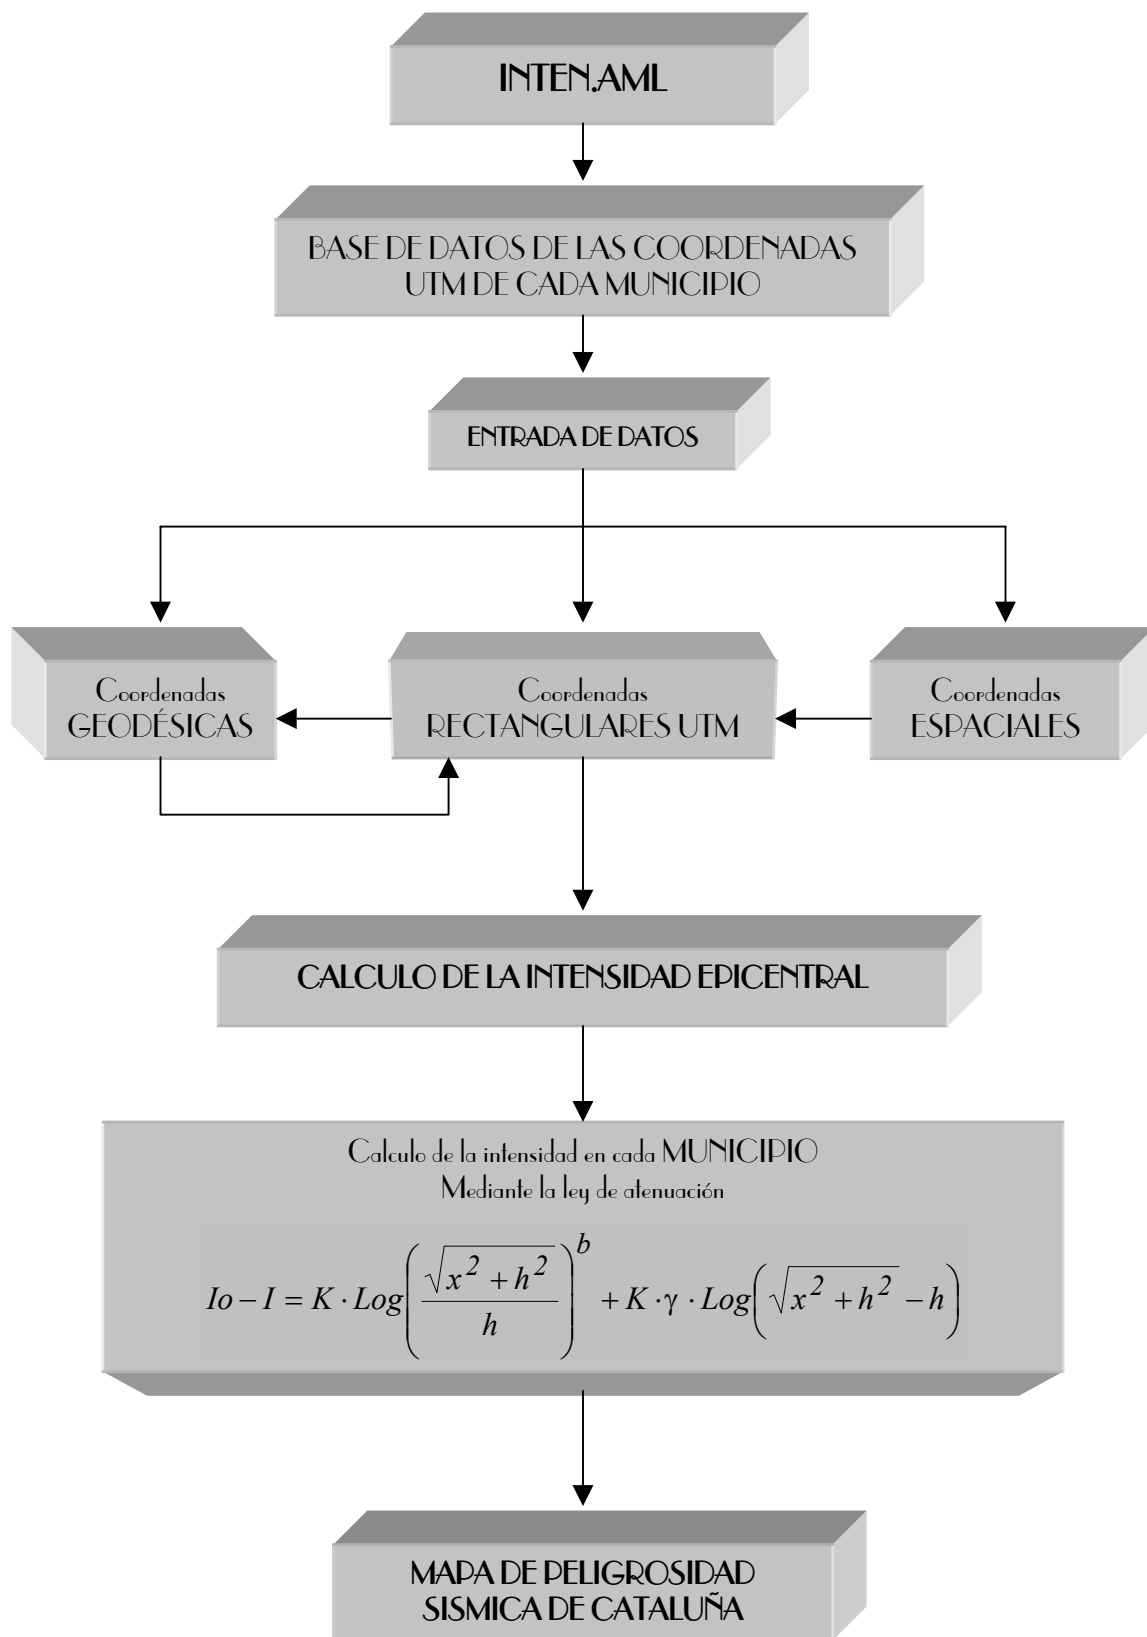 INTEN.AML
BASE DE DATOS DE LAS COORDENADAS
UTM DE CADA MUNICIPIO
ENTRADA DE DATOS
Coordenadas
GEODÉSICAS
Coordenadas
RECTANGULARES UTM
Coordenadas
ESPACIALES
CALCULO DE LA INTENSIDAD EPICENTRAL
Calculo de la intensidad en cada MUNICIPIO
Mediante la ley de atenuación
Io − I = K · Log(√(x² + h²) / h)^b + K · γ · Log(√(x² + h²) − h)
MAPA DE PELIGROSIDAD
SISMICA DE CATALUÑA